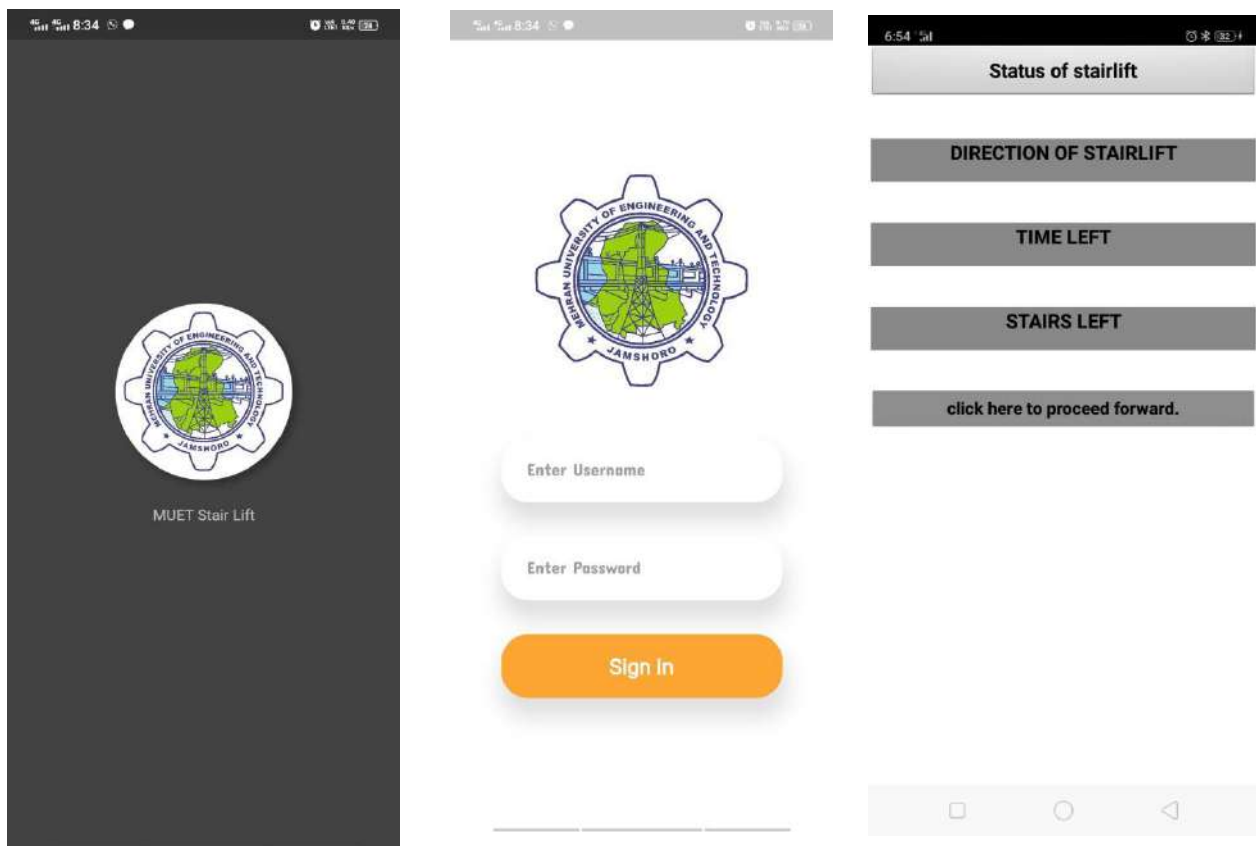 8:34
MEHRAN UNIVERSITY OF ENGINEERING AND TECHNOLOGY
JAMSHORO
MUET Stair Lift
8:34
MEHRAN UNIVERSITY OF ENGINEERING AND TECHNOLOGY
JAMSHORO
Enter Username
Enter Password
Sign In
6:54
Status of stairlift
DIRECTION OF STAIRLIFT
TIME LEFT
STAIRS LEFT
click here to proceed forward.